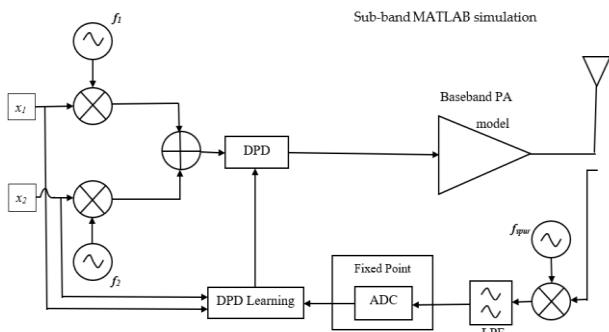 Sub-band MATLAB simulation
f1
x1
Baseband PA
model
DPD
x2
f2
fspur
Fixed Point
ADC
DPD Learning
LPF